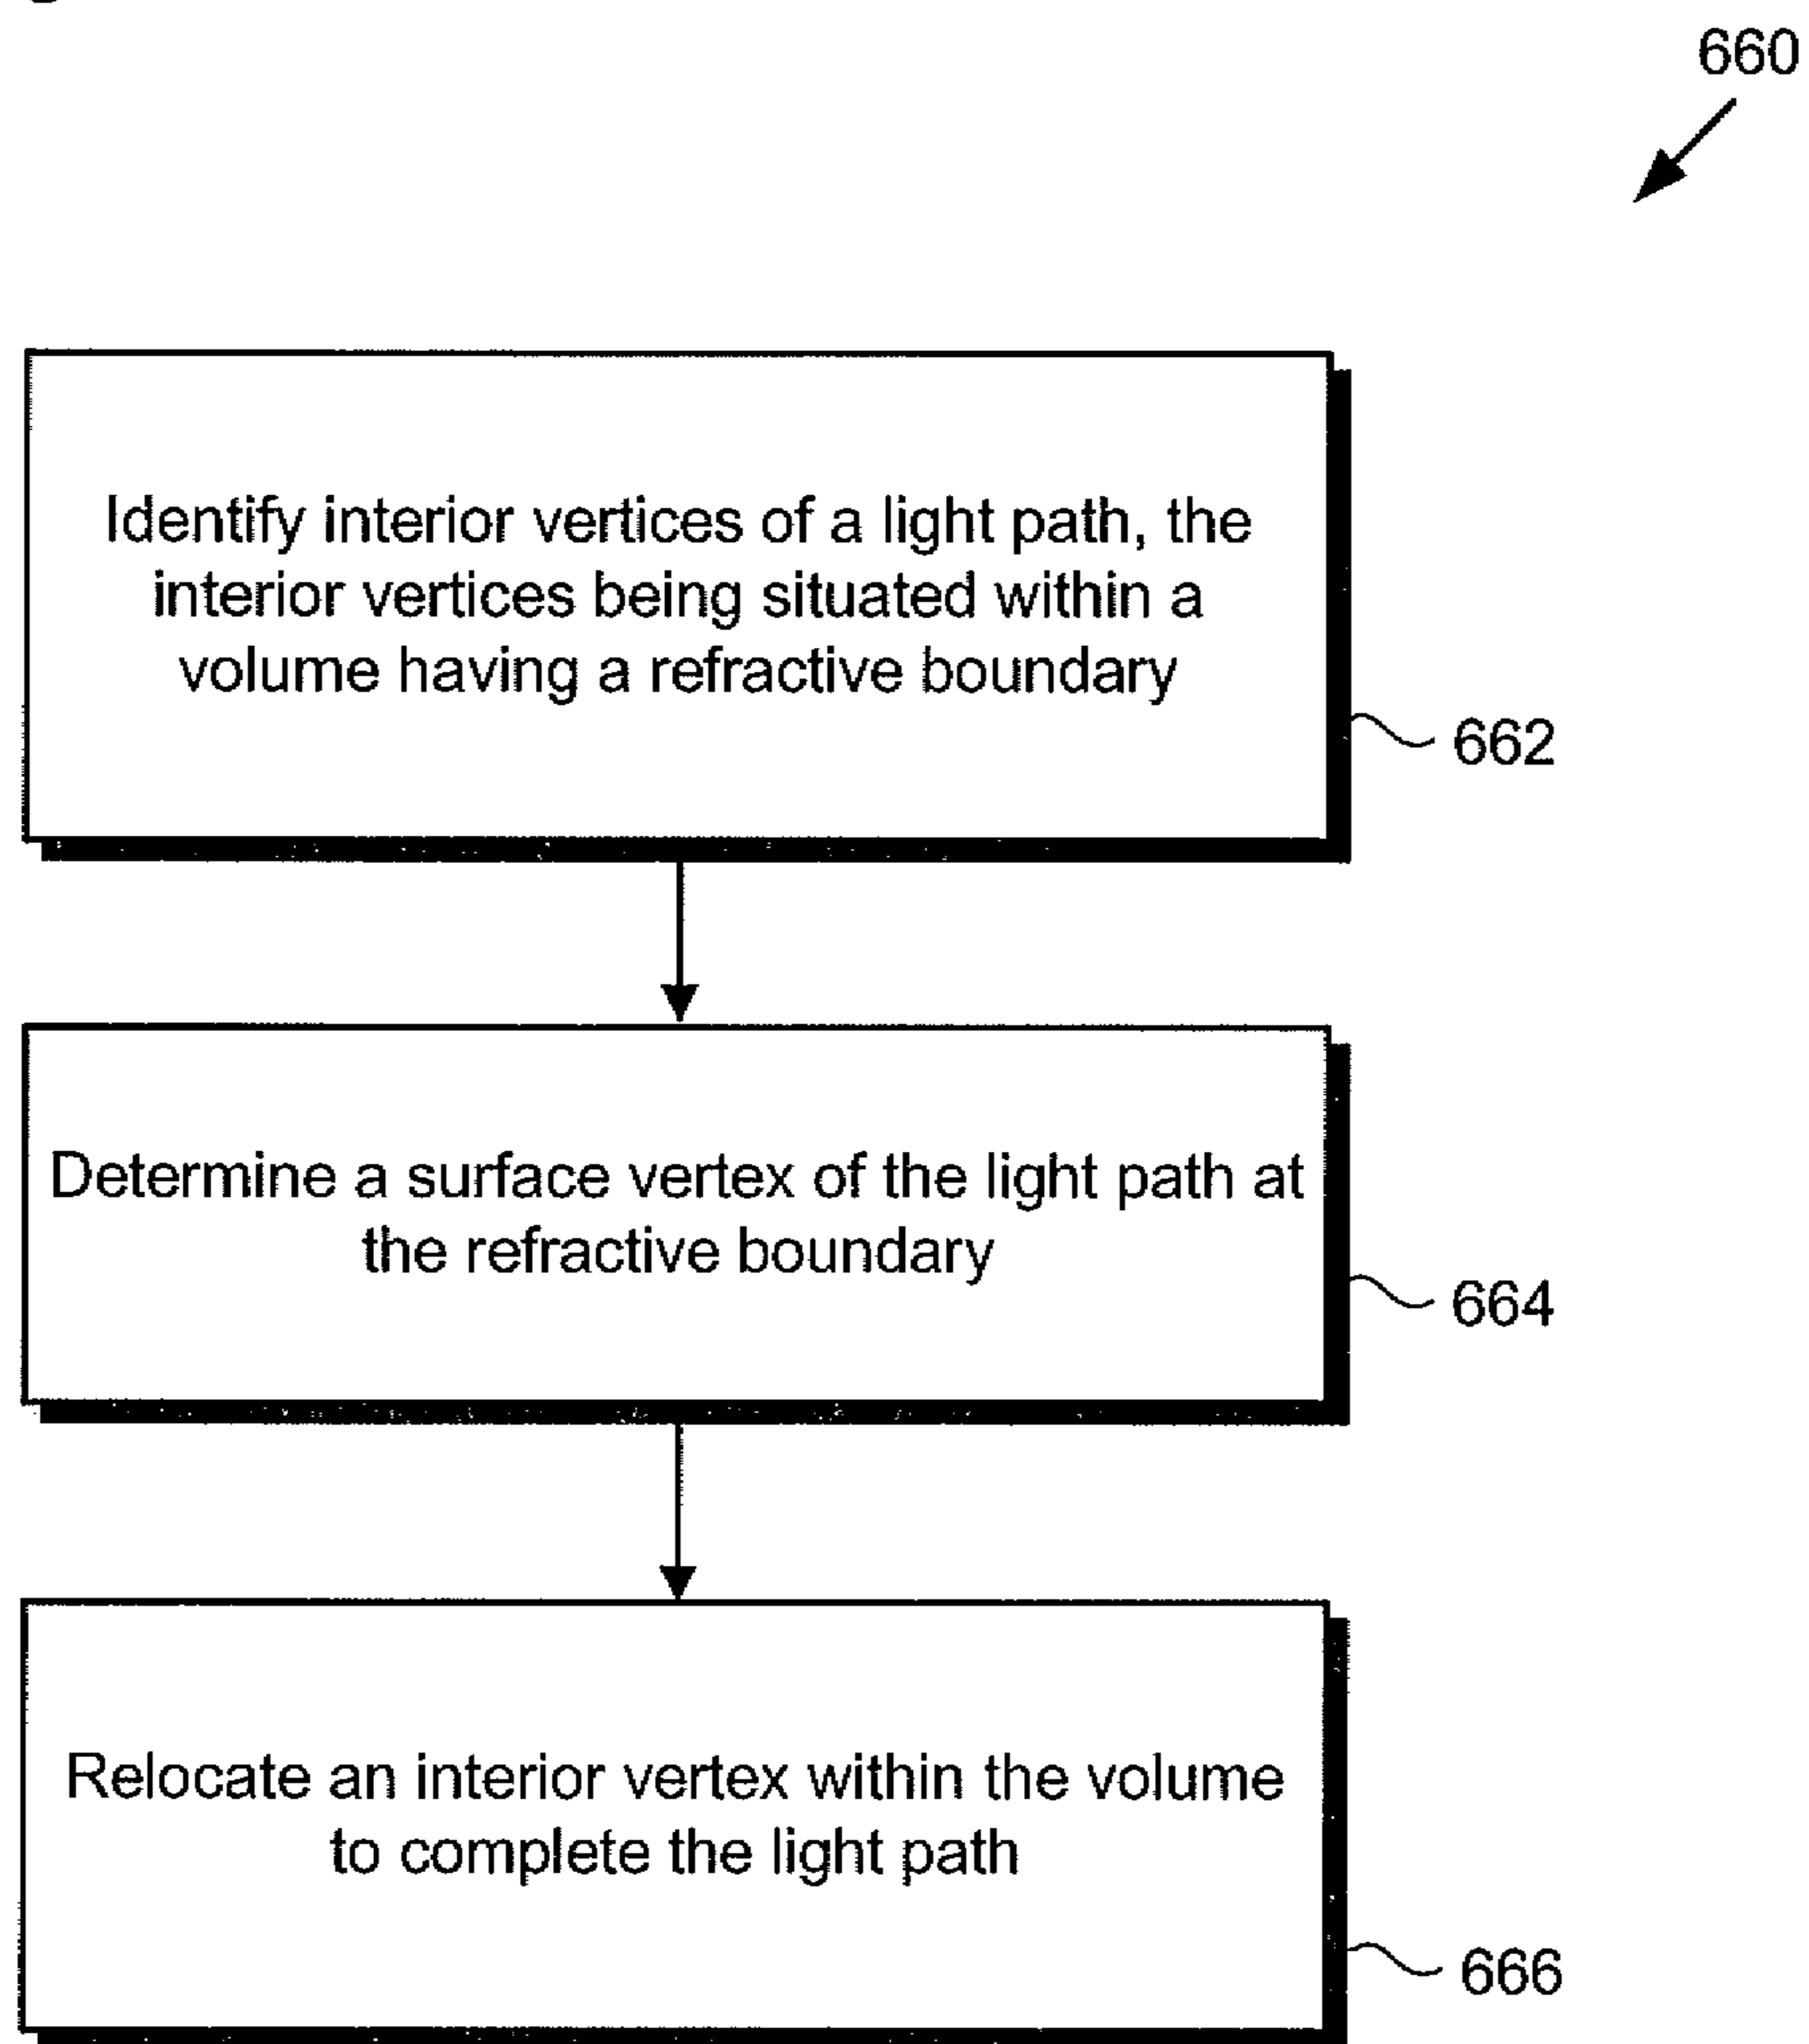 660
Identify interior vertices of a light path, the
interior vertices being situated within a
volume having a refractive boundary
662
Determine a surface vertex of the light path at
the refractive boundary
664
Relocate an interior vertex within the volume
to complete the light path
666